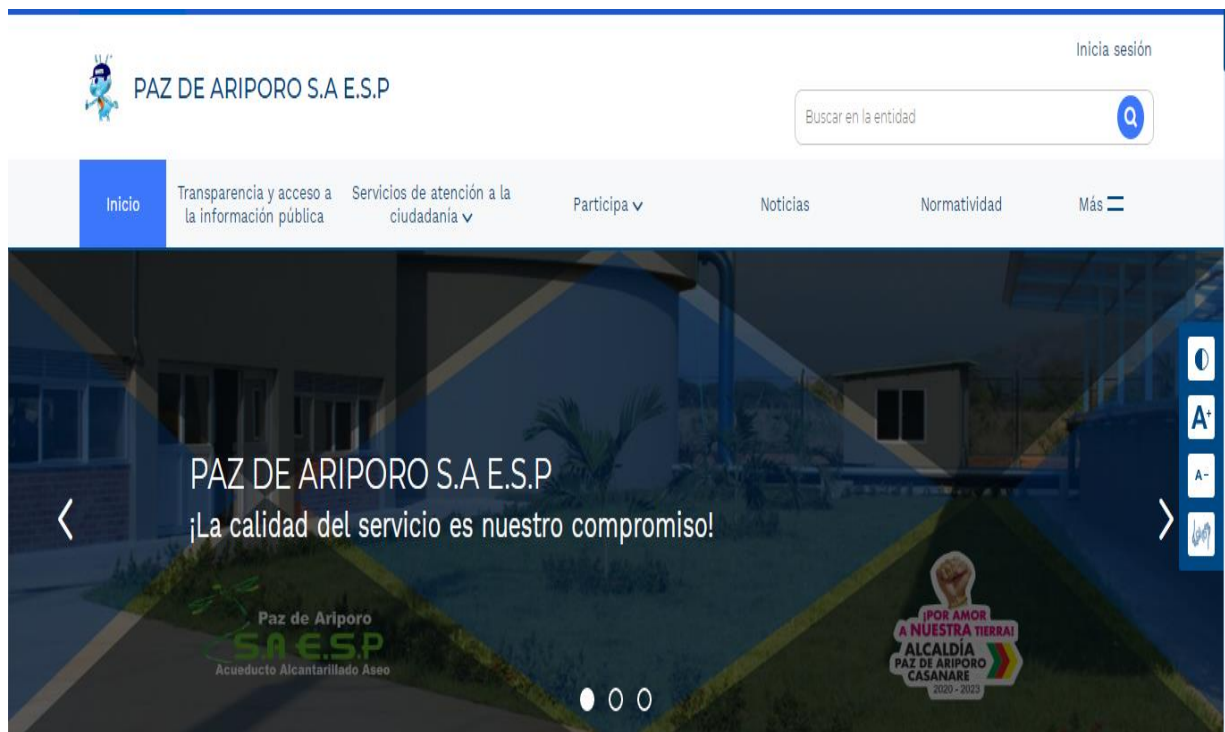 Inicia sesión
PAZ DE ARIPORO S.A E.S.P
Buscar en la entidad
Inicio
Transparencia y acceso a
la información pública
Servicios de atención a la
ciudadanía
Participa
Noticias
Normatividad
Más
A+
A-
PAZ DE ARIPORO S.A E.S.P
¡La calidad del servicio es nuestro compromiso!
Paz de Ariporo
S.A E.S.P
Acueducto Alcantarillado Aseo
¡POR AMOR
A NUESTRA TIERRA!
ALCALDÍA
PAZ DE ARIPORO
CASANARE
2020 - 2023